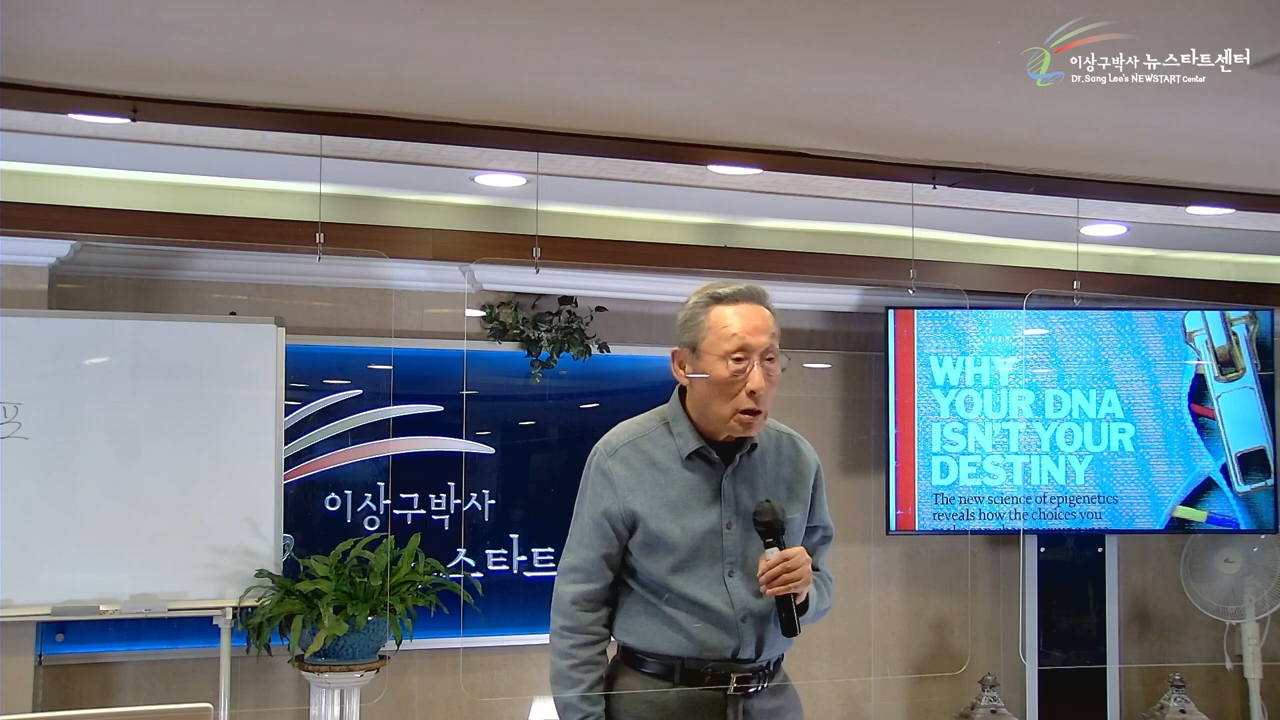 이상구박사 뉴스타트센터
Dr. Sang Lee's NEWSTART Center
이상구박사
스타트
WHY
YOUR DNA
ISN'T YOUR
DESTINY
The new science of epigenetics
reveals how the choices you